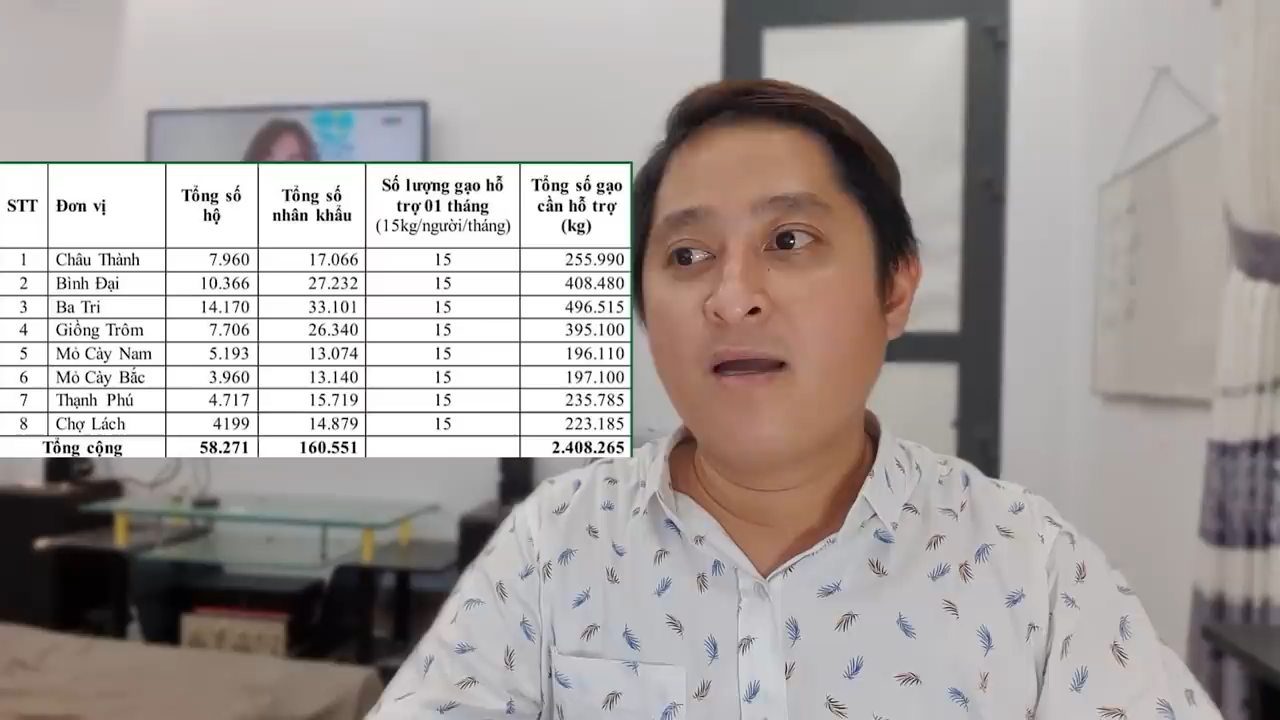 STT Đơn vị Tổng số hộ Tổng số nhân khẩu Số lượng gạo hỗ trợ 01 tháng (15kg/người/tháng) Tổng số gạo cần hỗ trợ (kg)
1 Châu Thành 7.960 17.066 15 255.990
2 Bình Đại 10.366 27.232 15 408.480
3 Ba Tri 14.170 33.101 15 496.515
4 Giồng Trôm 7.706 26.340 15 395.100
5 Mỏ Cày Nam 5.193 13.074 15 196.110
6 Mỏ Cày Bắc 3.960 13.140 15 197.100
7 Thạnh Phú 4.717 15.719 15 235.785
8 Chợ Lách 4199 14.879 15 223.185
Tổng cộng 58.271 160.551 2.408.265